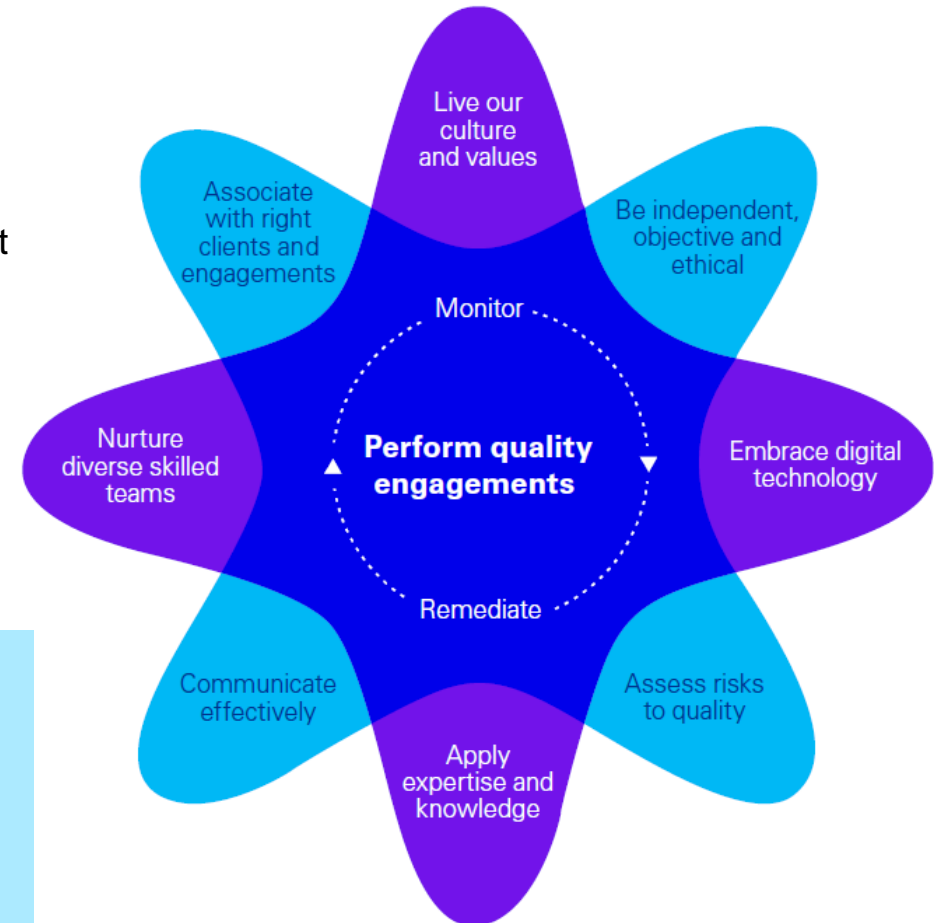 Live our
culture
and values
Associate
with right
clients and
engagements
Be independent,
objective and
ethical
t
Monitor
Nurture
diverse skilled
teams
Perform quality
engagements
Embrace digital
technology
Remediate
Communicate
effectively
Assess risks
to quality
Apply
expertise and
knowledge